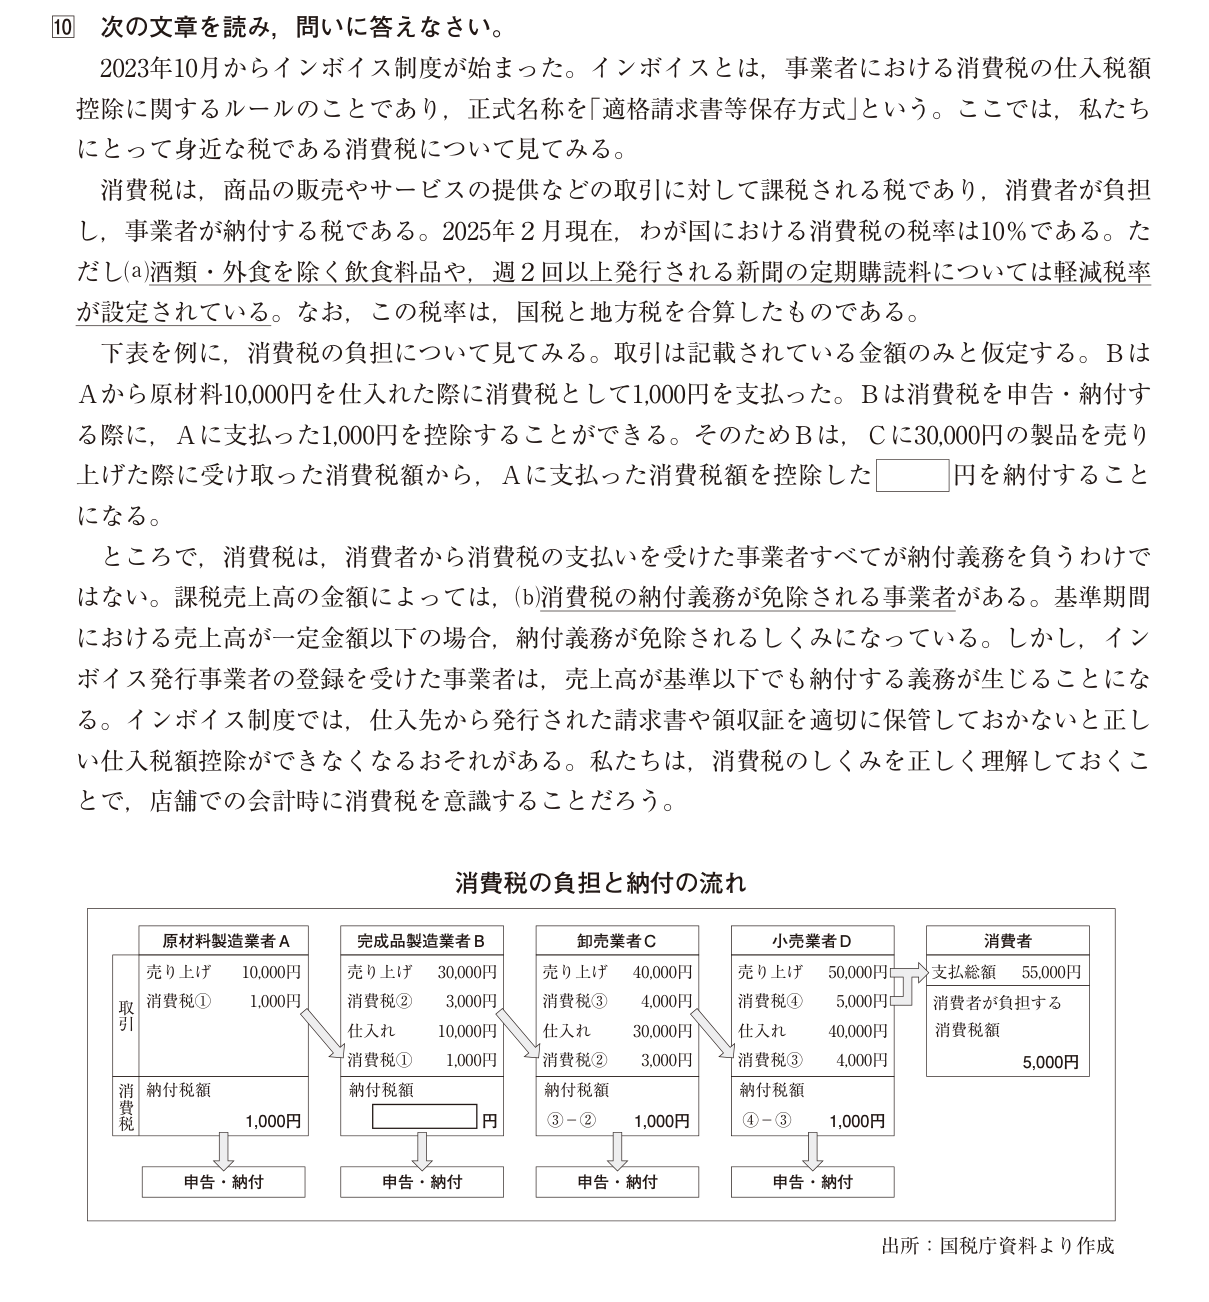 10 次の文章を読み，問いに答えなさい。
2023年10月からインボイス制度が始まった。インボイスとは，事業者における消費税の仕入税額
控除に関するルールのことであり，正式名称を「適格請求書等保存方式」という。ここでは，私たち
にとって身近な税である消費税について見てみる。
消費税は，商品の販売やサービスの提供などの取引に対して課税される税であり，消費者が負担
し，事業者が納付する税である。2025年２月現在，わが国における消費税の税率は10％である。た
だし(a)酒類・外食を除く飲食料品や，週２回以上発行される新聞の定期購読料については軽減税率
が設定されている。なお，この税率は，国税と地方税を合算したものである。
下表を例に，消費税の負担について見てみる。取引は記載されている金額のみと仮定する。Ｂは
Ａから原材料10,000円を仕入れた際に消費税として1,000円を支払った。Ｂは消費税を申告・納付す
る際に，Ａに支払った1,000円を控除することができる。そのためＢは，Ｃに30,000円の製品を売り
上げた際に受け取った消費税額から，Ａに支払った消費税額を控除した 円を納付すること
になる。
ところで，消費税は，消費者から消費税の支払いを受けた事業者すべてが納付義務を負うわけで
はない。課税売上高の金額によっては，(b)消費税の納付義務が免除される事業者がある。基準期間
における売上高が一定金額以下の場合，納付義務が免除されるしくみになっている。しかし，イン
ボイス発行事業者の登録を受けた事業者は，売上高が基準以下でも納付する義務が生じることにな
る。インボイス制度では，仕入先から発行された請求書や領収証を適切に保管しておかないと正し
い仕入税額控除ができなくなるおそれがある。私たちは，消費税のしくみを正しく理解しておくこ
とで，店舗での会計時に消費税を意識することだろう。
消費税の負担と納付の流れ
原材料製造業者Ａ 完成品製造業者Ｂ 卸売業者Ｃ 小売業者Ｄ 消費者
取引
売り上げ 10,000円 売り上げ 30,000円 売り上げ 40,000円 売り上げ 50,000円 支払総額 55,000円
消費税① 1,000円 消費税② 3,000円 消費税③ 4,000円 消費税④ 5,000円 消費者が負担する
仕入れ 10,000円 仕入れ 30,000円 仕入れ 40,000円 消費税額
消費税① 1,000円 消費税② 3,000円 消費税③ 4,000円 5,000円
消費税
納付税額 納付税額 納付税額 納付税額
1,000円 円 ③－② 1,000円 ④－③ 1,000円
申告・納付 申告・納付 申告・納付 申告・納付
出所：国税庁資料より作成